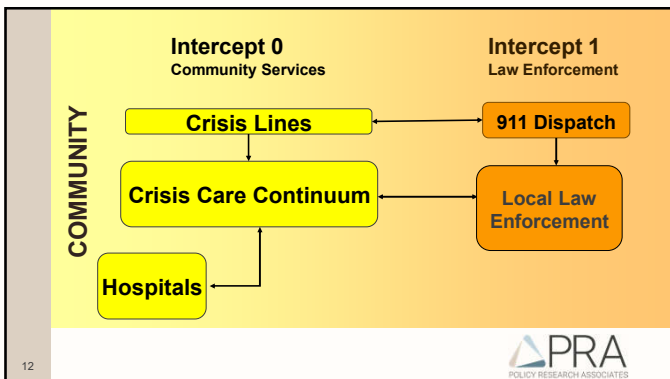 Intercept 0
Community Services
Intercept 1
Law Enforcement
COMMUNITY
Crisis Lines
911 Dispatch
Crisis Care Continuum
Local Law
Enforcement
Hospitals
12
PRA
POLICY RESEARCH ASSOCIATES